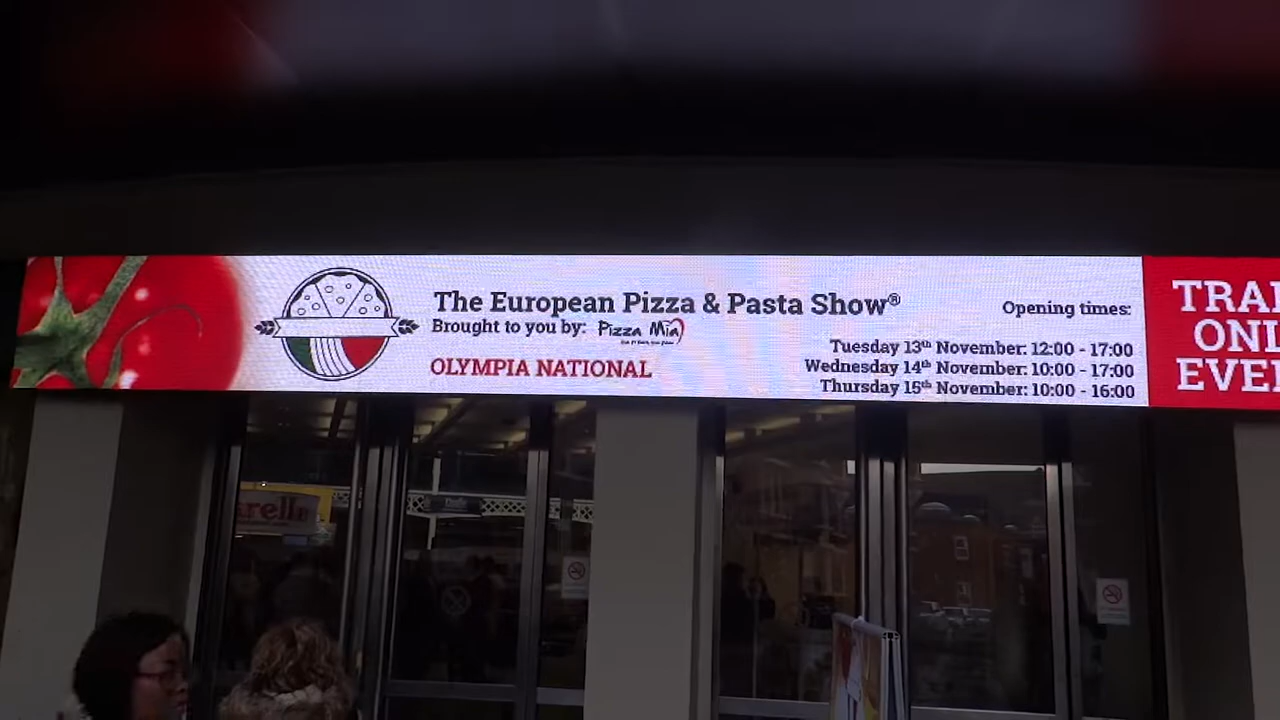 The European Pizza & Pasta Show®
Brought to you by: Pizza Mia
OLYMPIA NATIONAL
Opening times:
Tuesday 13th November: 12:00 - 17:00
Wednesday 14th November: 10:00 - 17:00
Thursday 15th November: 10:00 - 16:00
TRA
ONL
EVE
rella